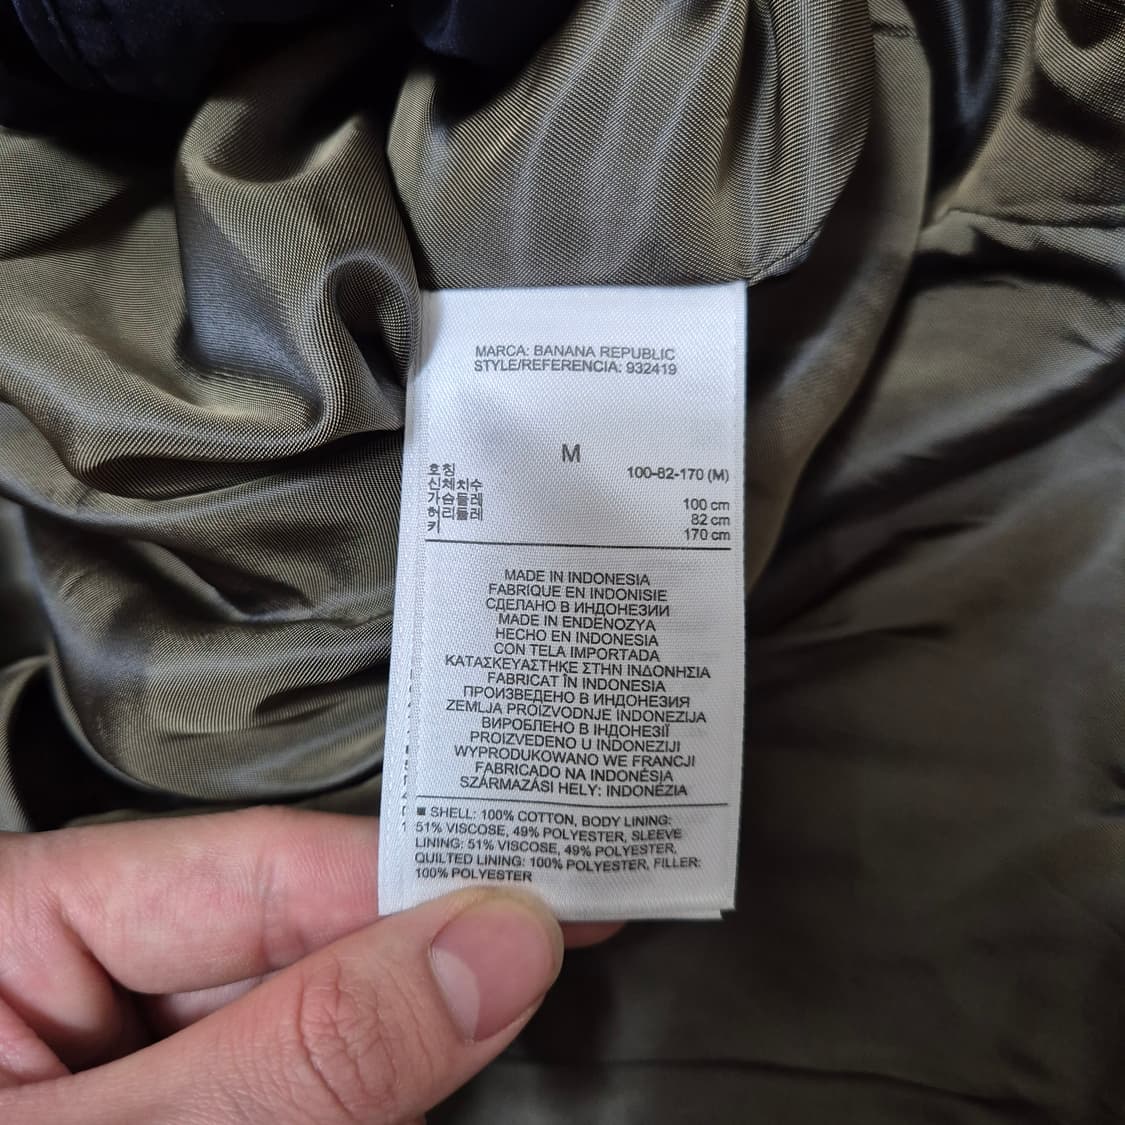 MARCA: BANANA REPUBLIC
STYLE/REFERENCIA: 932419
M
호칭 100-82-170 (M)
신체치수
가슴둘레 100 cm
허리둘레 82 cm
키 170 cm
MADE IN INDONESIA
FABRIQUE EN INDONISIE
СДЕЛАНО В ИНДОНЕЗИИ
MADE IN ENDENOZYA
HECHO EN INDONESIA
CON TELA IMPORTADA
ΚΑΤΑΣΚΕΥΑΣΤΗΚΕ ΣΤΗΝ ΙΝΔΟΝΗΣΙΑ
FABRICAT ÎN INDONESIA
ПРОИЗВЕДЕНО В ИНДОНЕЗИЯ
ZEMLJA PROIZVODNJE INDONEZIJA
ВИРОБЛЕНО В ІНДОНЕЗІЇ
PROIZVEDENO U INDONEZIJI
WYPRODUKOWANO WE FRANCJI
FABRICADO NA INDONÉSIA
SZÁRMAZÁSI HELY: INDONÉZIA
■ SHELL: 100% COTTON, BODY LINING:
51% VISCOSE, 49% POLYESTER, SLEEVE
LINING: 51% VISCOSE, 49% POLYESTER,
QUILTED LINING: 100% POLYESTER, FILLER:
100% POLYESTER